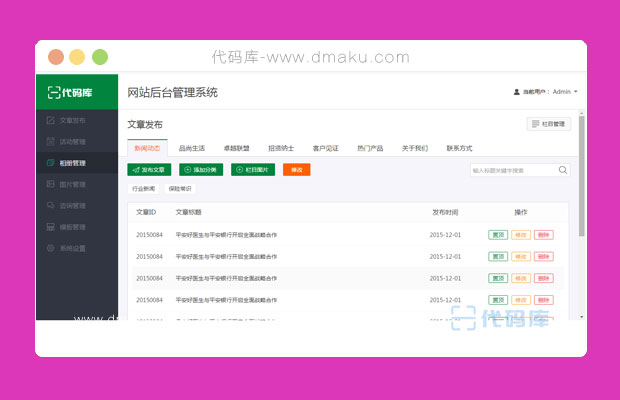 代码库-www.dmaku.com
代码库
网站后台管理系统
当前用户： Admin
文章发布
活动管理
相册管理
图片管理
咨询管理
模板管理
系统设置
文章发布
栏目管理
新闻动态 品尚生活 卓越联盟 招贤纳士 客户见证 热门产品 关于我们 联系方式
发布文章 添加分类 栏目图片 修改
输入标题关键字搜索
行业新闻 保险常识
文章ID 文章标题 发布时间 操作
20150084 平安好医生与平安银行开启全面战略合作 2015-12-01 置顶 修改 删除
20150084 平安好医生与平安银行开启全面战略合作 2015-12-01 置顶 修改 删除
20150084 平安好医生与平安银行开启全面战略合作 2015-12-01 置顶 修改 删除
20150084 平安好医生与平安银行开启全面战略合作 2015-12-01 置顶 修改 删除
代码库